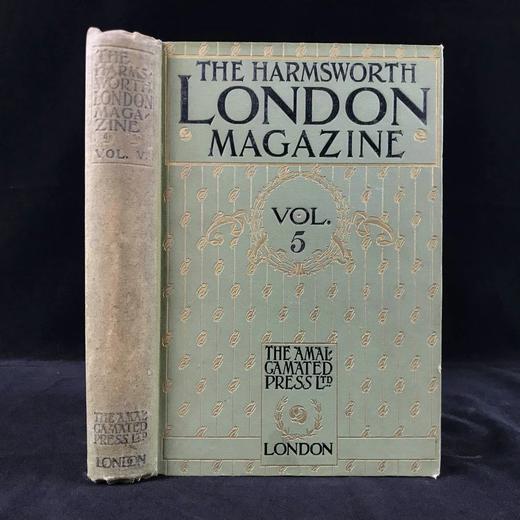 THE
HARMS-
WORTH
LONDON
MAGA-
ZINE
VOL. V.
THE AMAL-
GAMATED
PRESS LTD
LONDON
THE HARMSWORTH
LONDON
MAGAZINE
VOL.
5
THE AMAL-
GAMATED
PRESS LTD
LONDON